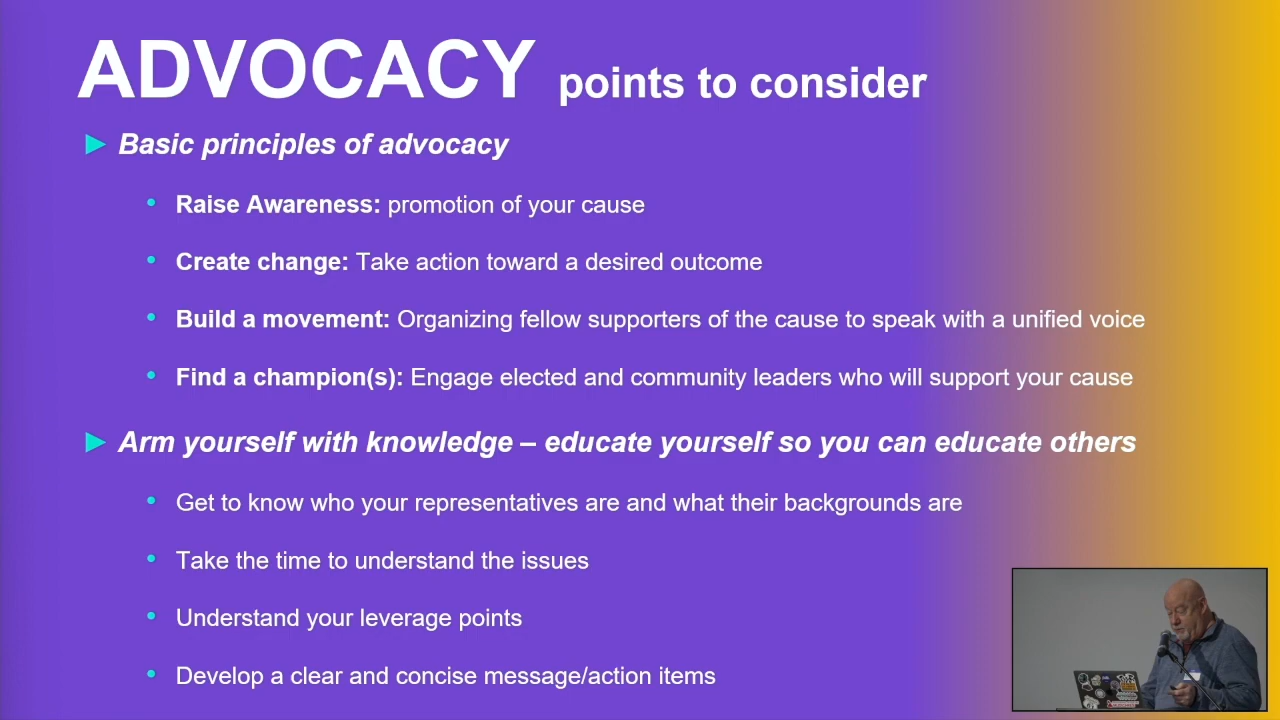 ADVOCACY points to consider
Basic principles of advocacy
Raise Awareness: promotion of your cause
Create change: Take action toward a desired outcome
Build a movement: Organizing fellow supporters of the cause to speak with a unified voice
Find a champion(s): Engage elected and community leaders who will support your cause
Arm yourself with knowledge – educate yourself so you can educate others
Get to know who your representatives are and what their backgrounds are
Take the time to understand the issues
Understand your leverage points
Develop a clear and concise message/action items